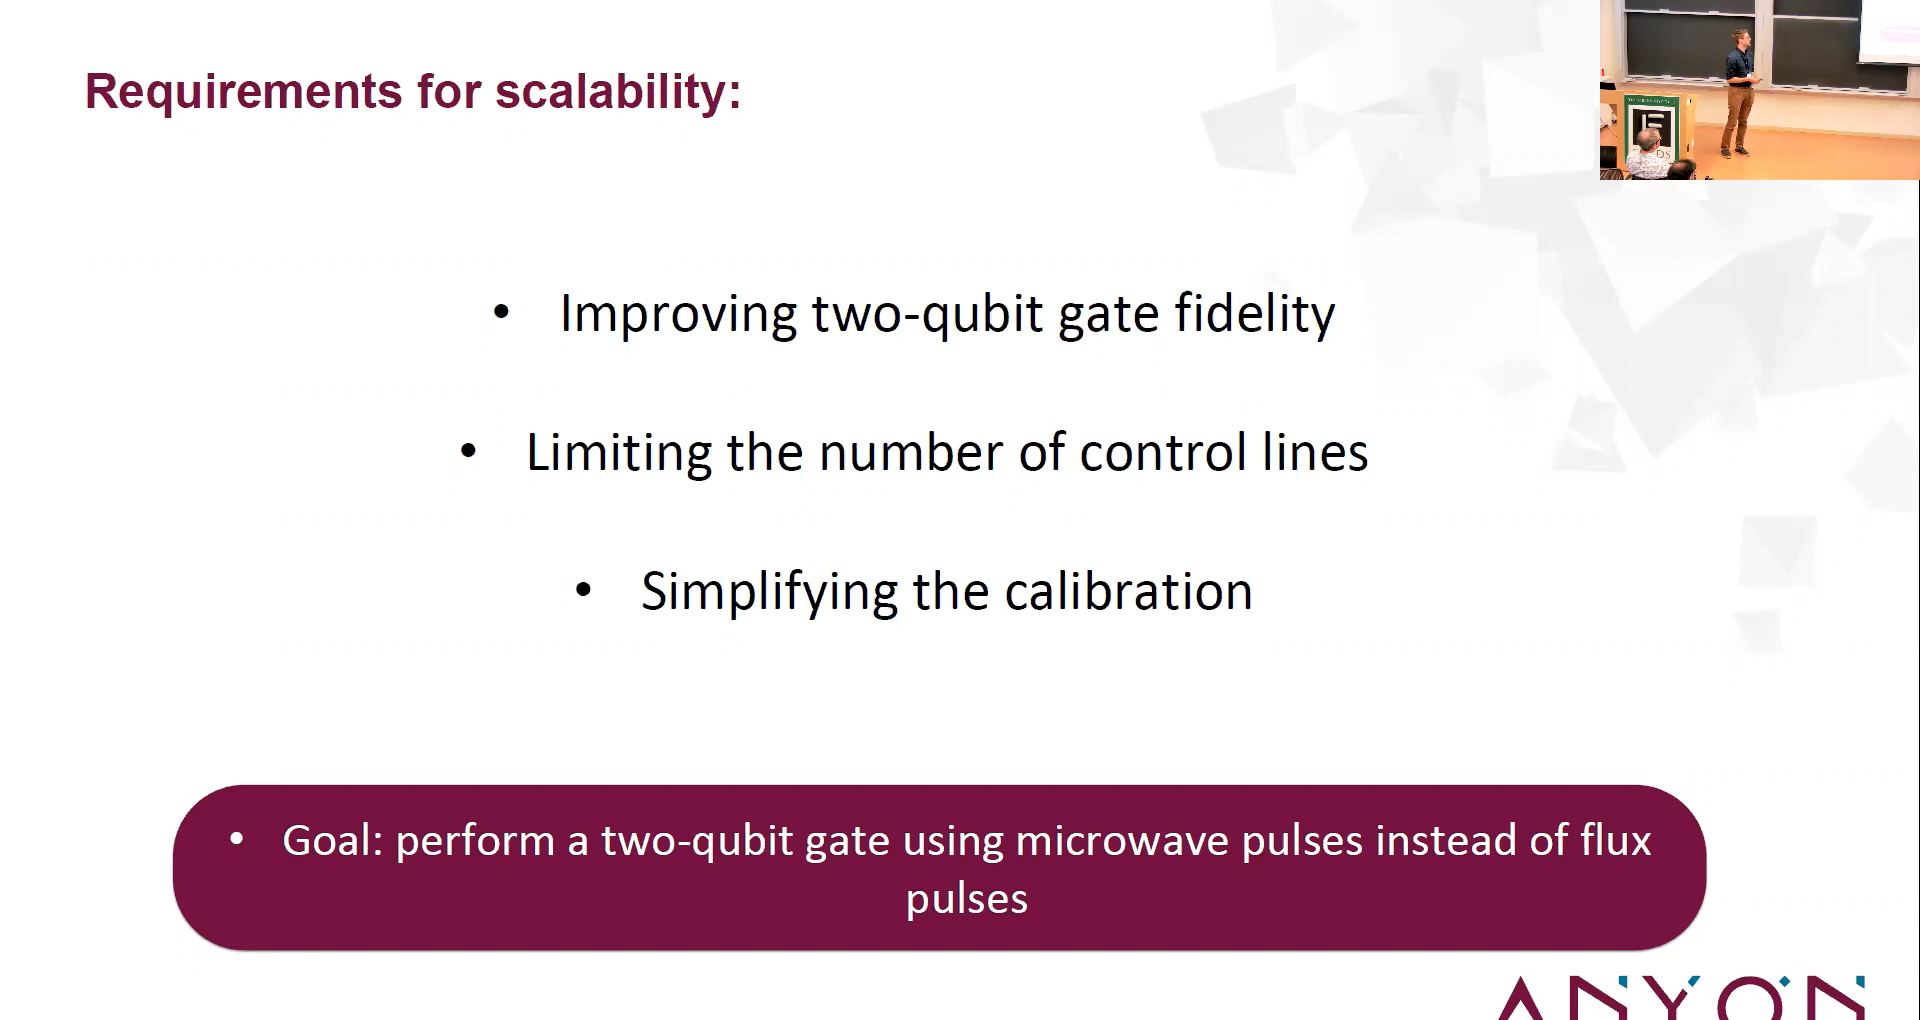 Requirements for scalability:
• Improving two-qubit gate fidelity
• Limiting the number of control lines
• Simplifying the calibration
• Goal: perform a two-qubit gate using microwave pulses instead of flux
pulses
ANYON